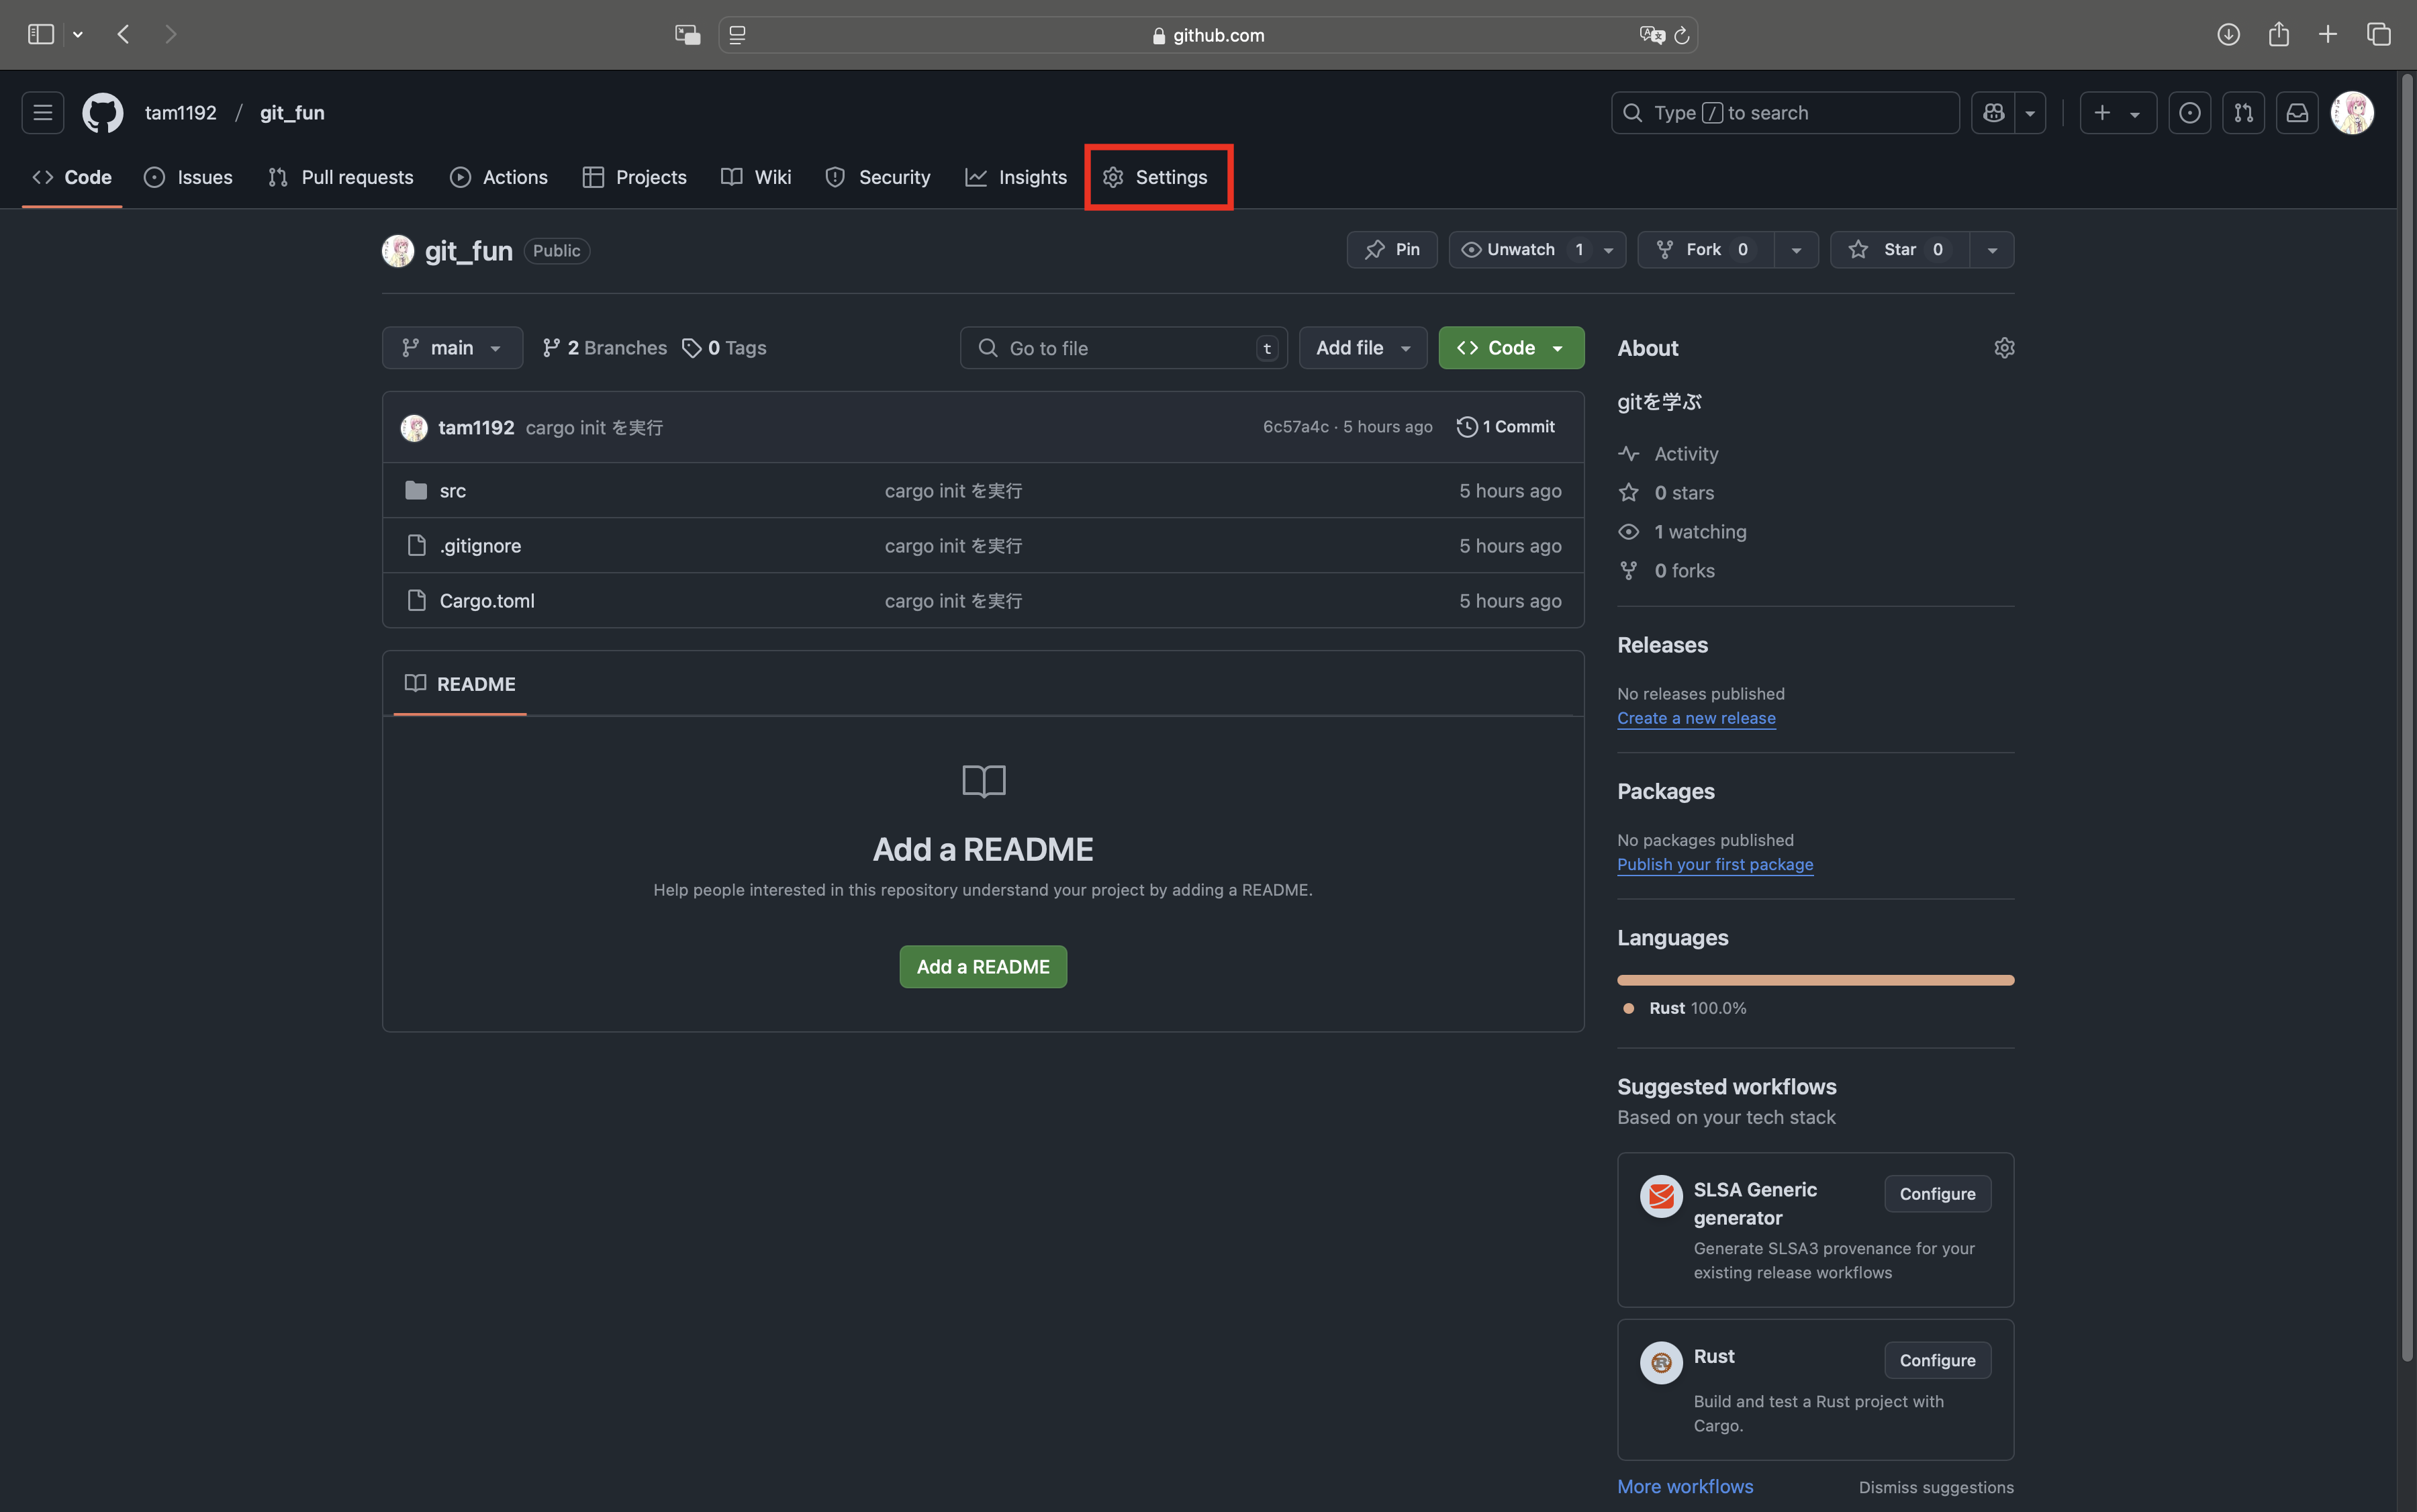 github.com
tam1192 / git_fun
Type / to search
Code Issues Pull requests Actions Projects Wiki Security Insights Settings
git_fun Public
Pin Unwatch 1 Fork 0 Star 0
main 2 Branches 0 Tags Go to file t Add file Code
tam1192 cargo init を実行 6c57a4c · 5 hours ago 1 Commit
src cargo init を実行 5 hours ago
.gitignore cargo init を実行 5 hours ago
Cargo.toml cargo init を実行 5 hours ago
README
Add a README
Help people interested in this repository understand your project by adding a README.
Add a README
About
gitを学ぶ
Activity
0 stars
1 watching
0 forks
Releases
No releases published
Create a new release
Packages
No packages published
Publish your first package
Languages
Rust 100.0%
Suggested workflows
Based on your tech stack
SLSA Generic
generator
Configure
Generate SLSA3 provenance for your
existing release workflows
Rust
Configure
Build and test a Rust project with
Cargo.
More workflows Dismiss suggestions